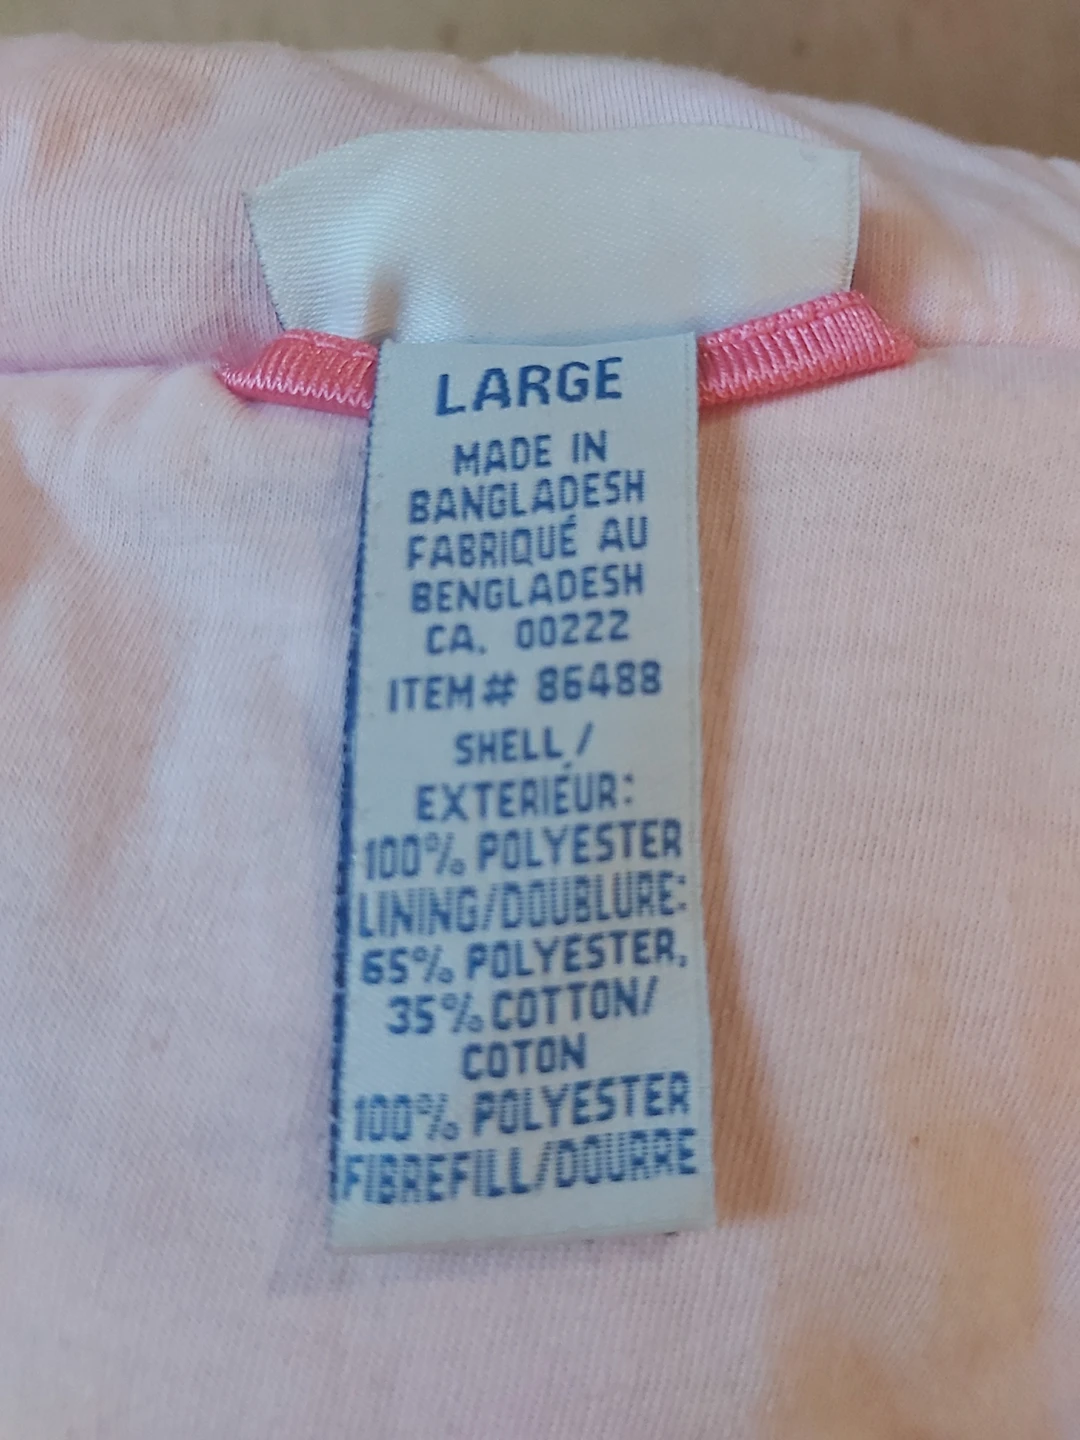 LARGE
MADE IN
BANGLADESH
FABRIQUÉ AU
BENGLADESH
CA. 00222
ITEM# 86488
SHELL/
EXTERIÉUR:
100% POLYESTER
LINING/DOUBLURE:
65% POLYESTER,
35% COTTON/
COTON
100% POLYESTER
FIBREFILL/DOURRE